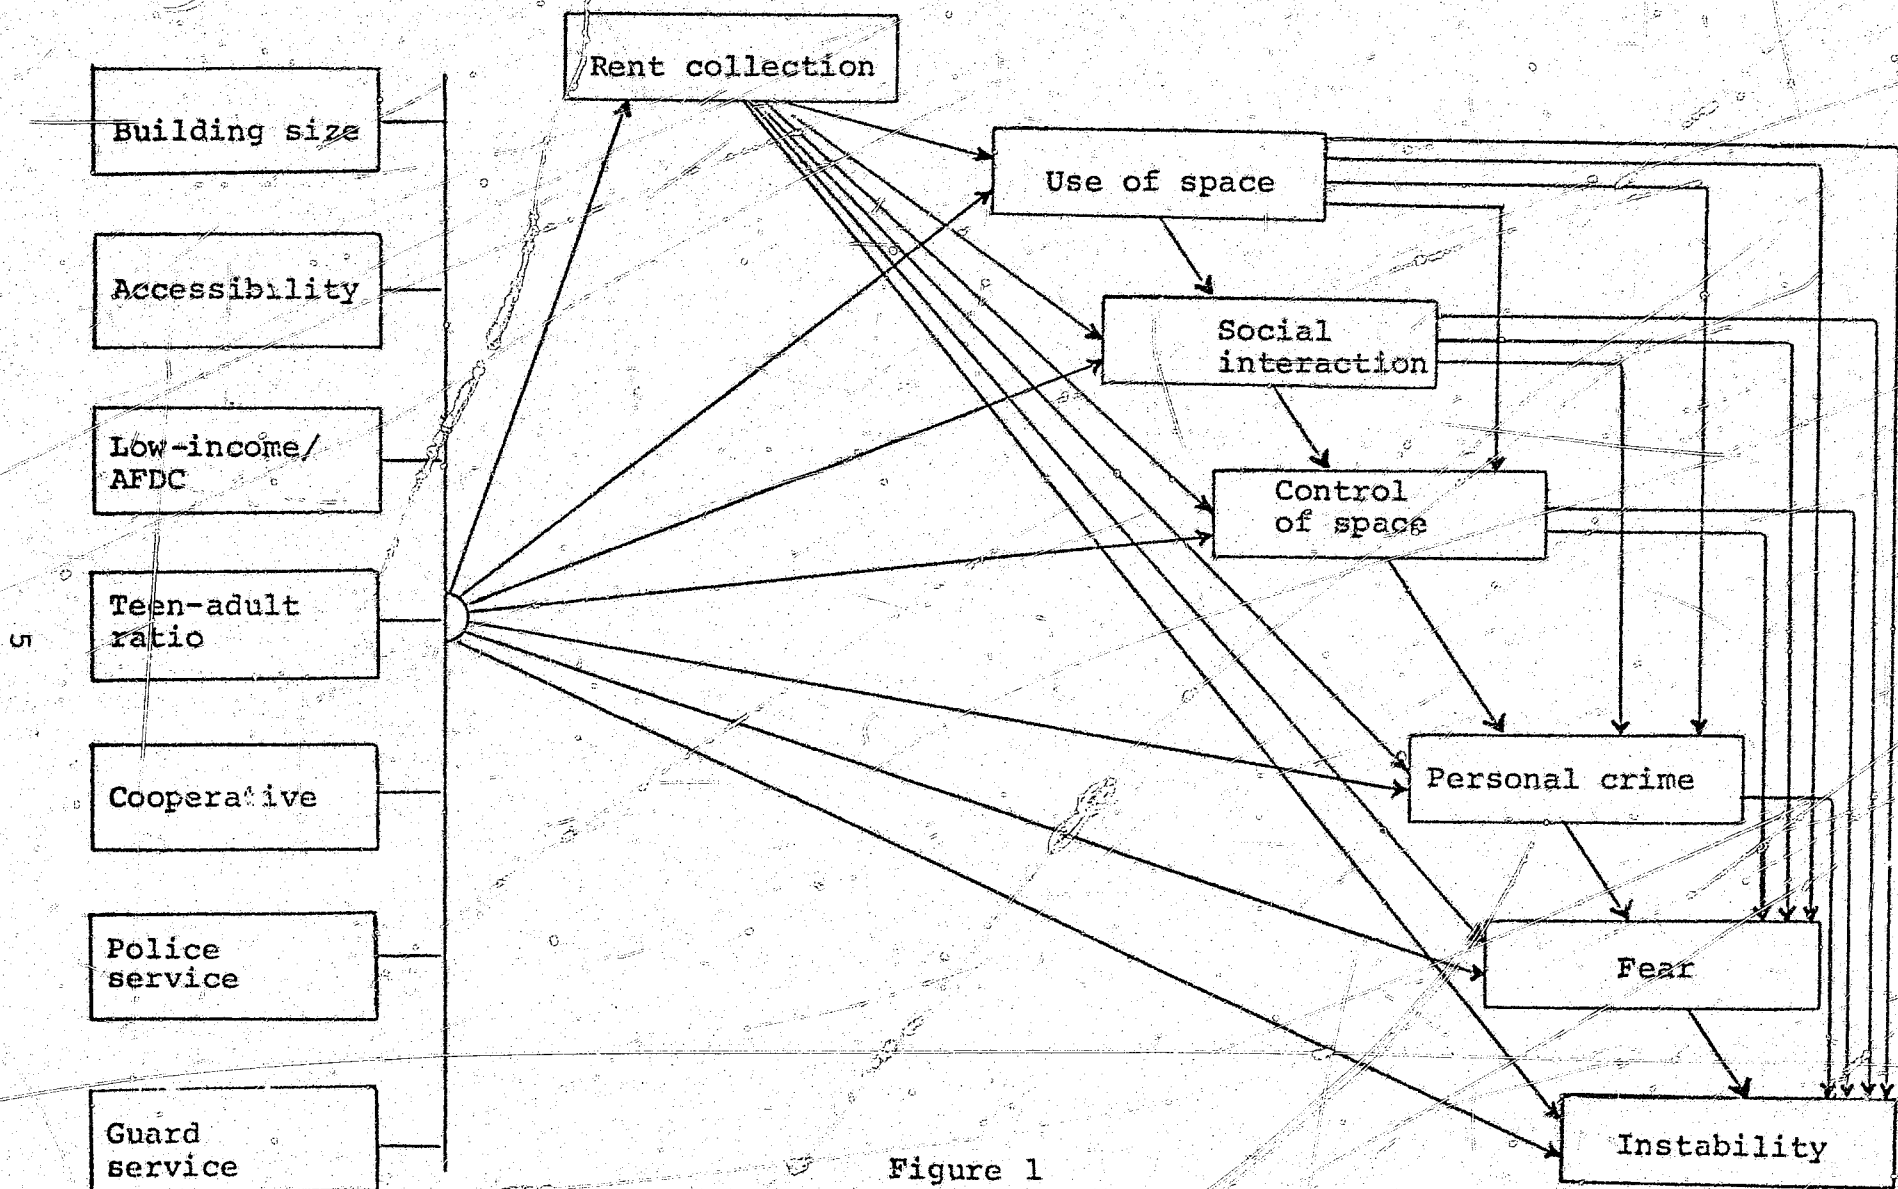 Rent collection
Building size
Use of space
Accessibility
Social
interaction
Low-income/
AFDC
Control
of space
Teen-adult
ratio
5
Personal crime
Cooperative
Police
service
Fear
Guard
service
Instability
Figure 1